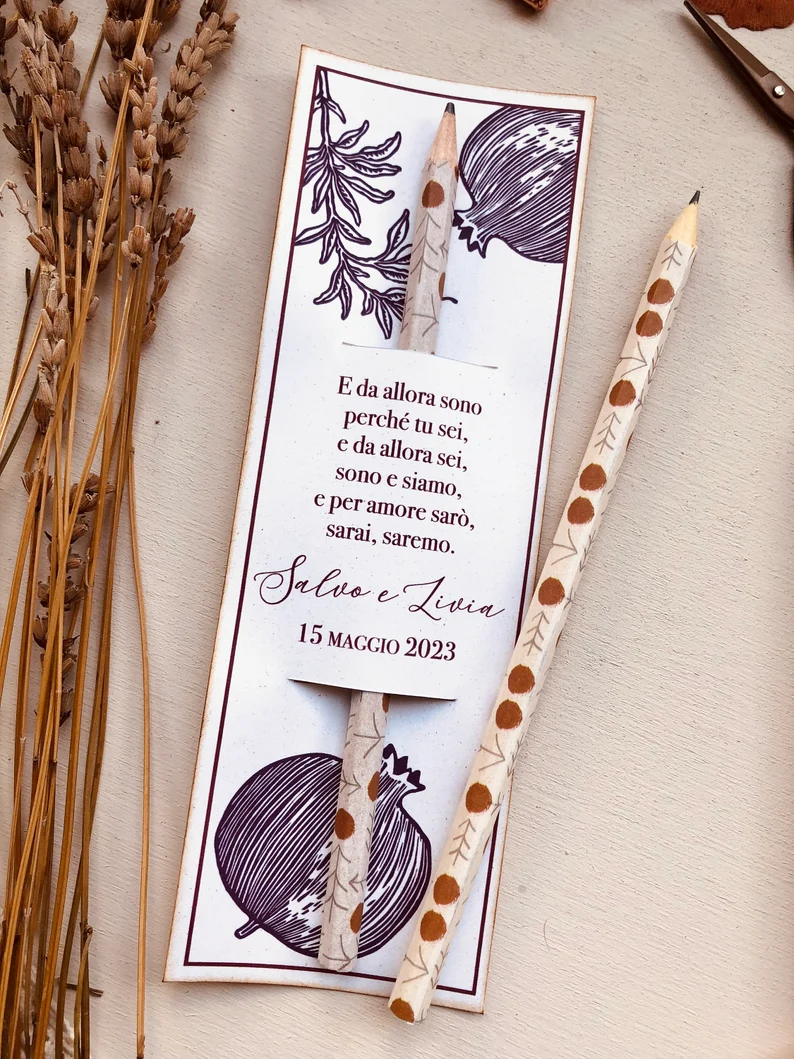 E da allora sono
perché tu sei,
e da allora sei,
sono e siamo,
e per amore sarò,
sarai, saremo.
Salvo e Livia
15 MAGGIO 2023